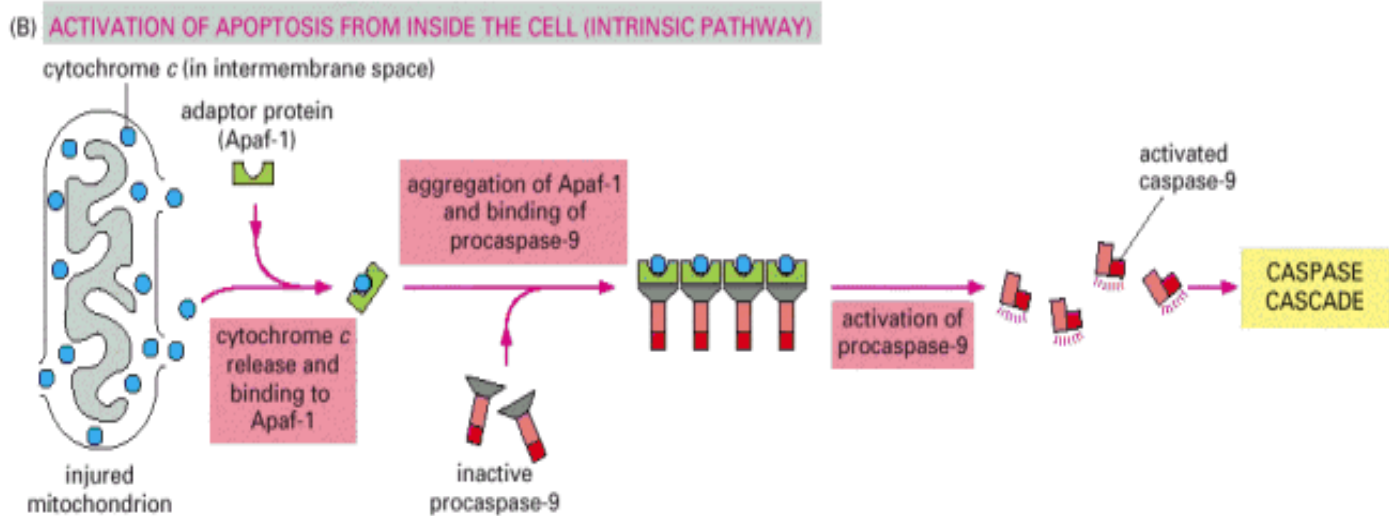 (B) ACTIVATION OF APOPTOSIS FROM INSIDE THE CELL (INTRINSIC PATHWAY)
cytochrome c (in intermembrane space)
adaptor protein
(Apaf-1)
aggregation of Apaf-1
and binding of
procaspase-9
activated
caspase-9
CASPASE
CASCADE
cytochrome c
release and
binding to
Apaf-1
activation of
procaspase-9
injured
mitochondrion
inactive
procaspase-9